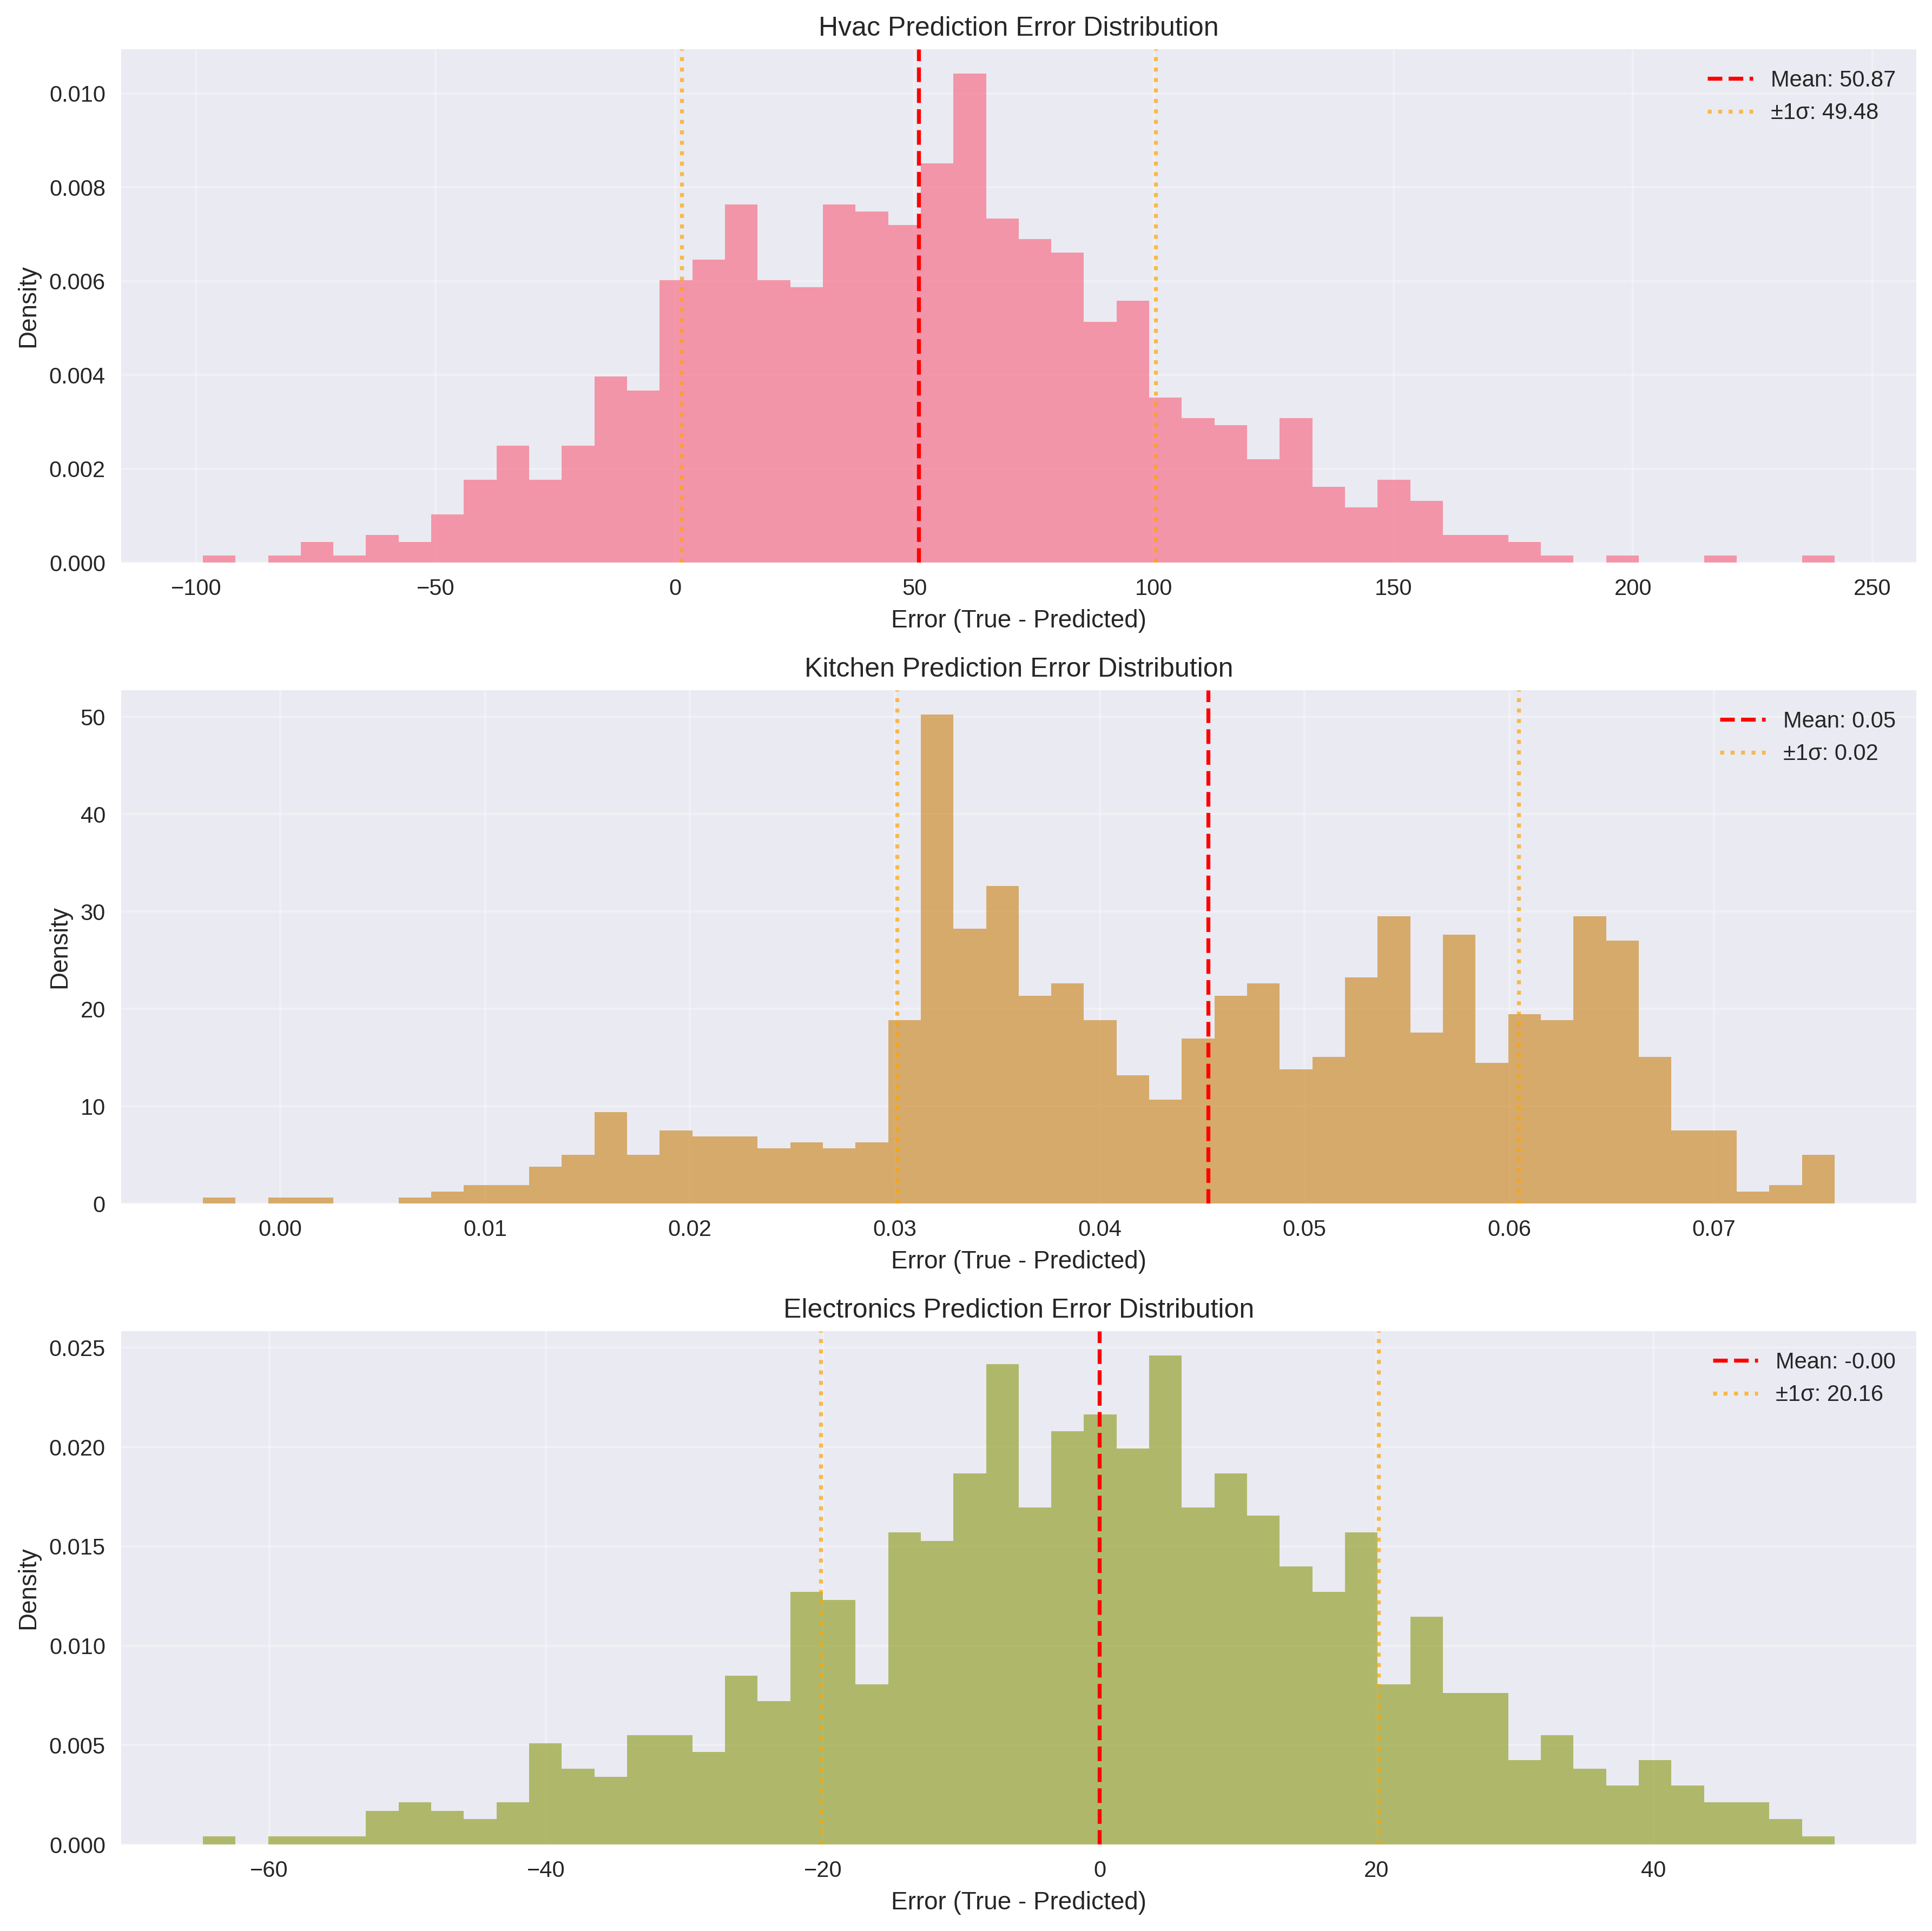 Hvac Prediction Error Distribution
Mean: 50.87
±1σ: 49.48
Density
0.010
0.008
0.006
0.004
0.002
0.000
−100 −50 0 50 100 150 200 250
Error (True - Predicted)
Kitchen Prediction Error Distribution
Mean: 0.05
±1σ: 0.02
Density
50
40
30
20
10
0
0.00 0.01 0.02 0.03 0.04 0.05 0.06 0.07
Error (True - Predicted)
Electronics Prediction Error Distribution
Mean: -0.00
±1σ: 20.16
Density
0.025
0.020
0.015
0.010
0.005
0.000
−60 −40 −20 0 20 40
Error (True - Predicted)